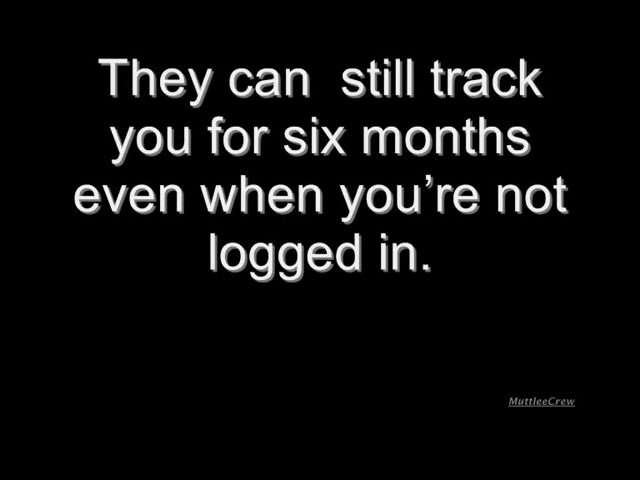 They can  still track
you for six months
even when you’re not
logged in.
MuttleeCrew